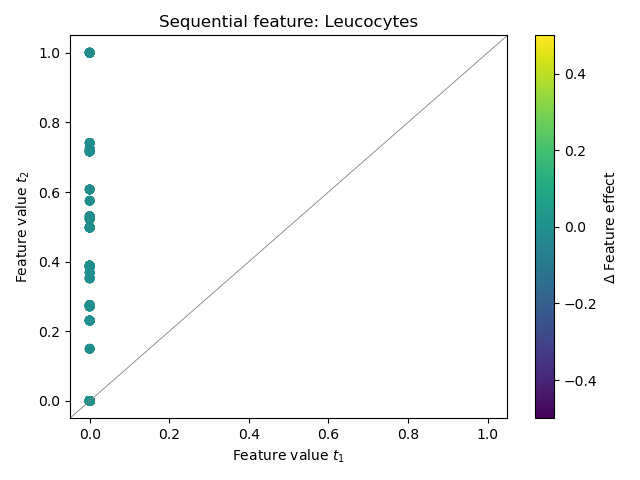 Sequential feature: Leucocytes
1.0
0.8
0.6
0.4
0.2
0.0
Feature value t₂
0.0 0.2 0.4 0.6 0.8 1.0
Feature value t₁
0.4
0.2
0.0
−0.2
−0.4
Δ Feature effect